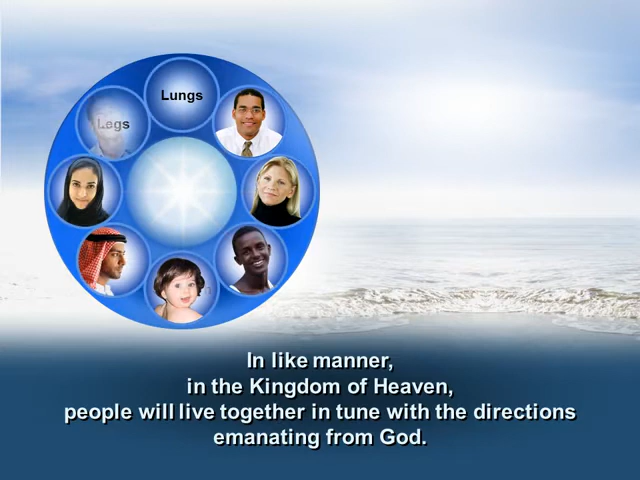 Lungs
Legs
In like manner,
in the Kingdom of Heaven,
people will live together in tune with the directions
emanating from God.